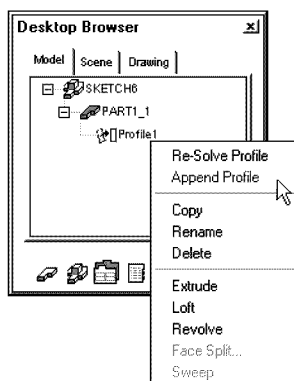 Desktop Browser
Model Scene Drawing
SKETCH6
PART1_1
Profile1
Re-Solve Profile
Append Profile
Copy
Rename
Delete
Extrude
Loft
Revolve
Face Split...
Sweep